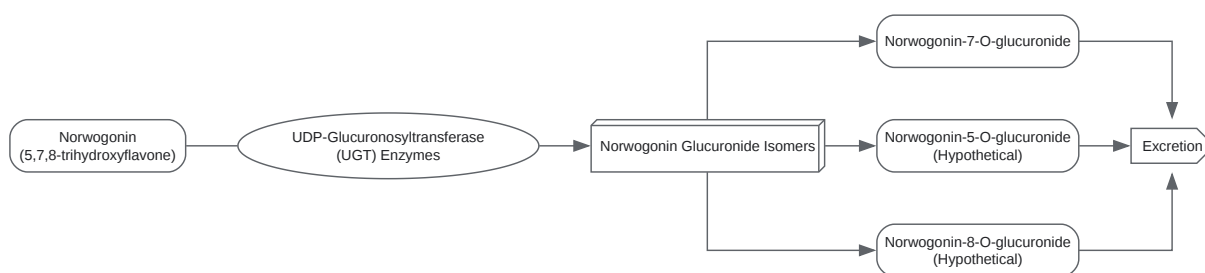 Norwogonin
(5,7,8-trihydroxyflavone)
UDP-Glucuronosyltransferase
(UGT) Enzymes
Norwogonin Glucuronide Isomers
Norwogonin-7-O-glucuronide
Norwogonin-5-O-glucuronide
(Hypothetical)
Norwogonin-8-O-glucuronide
(Hypothetical)
Excretion